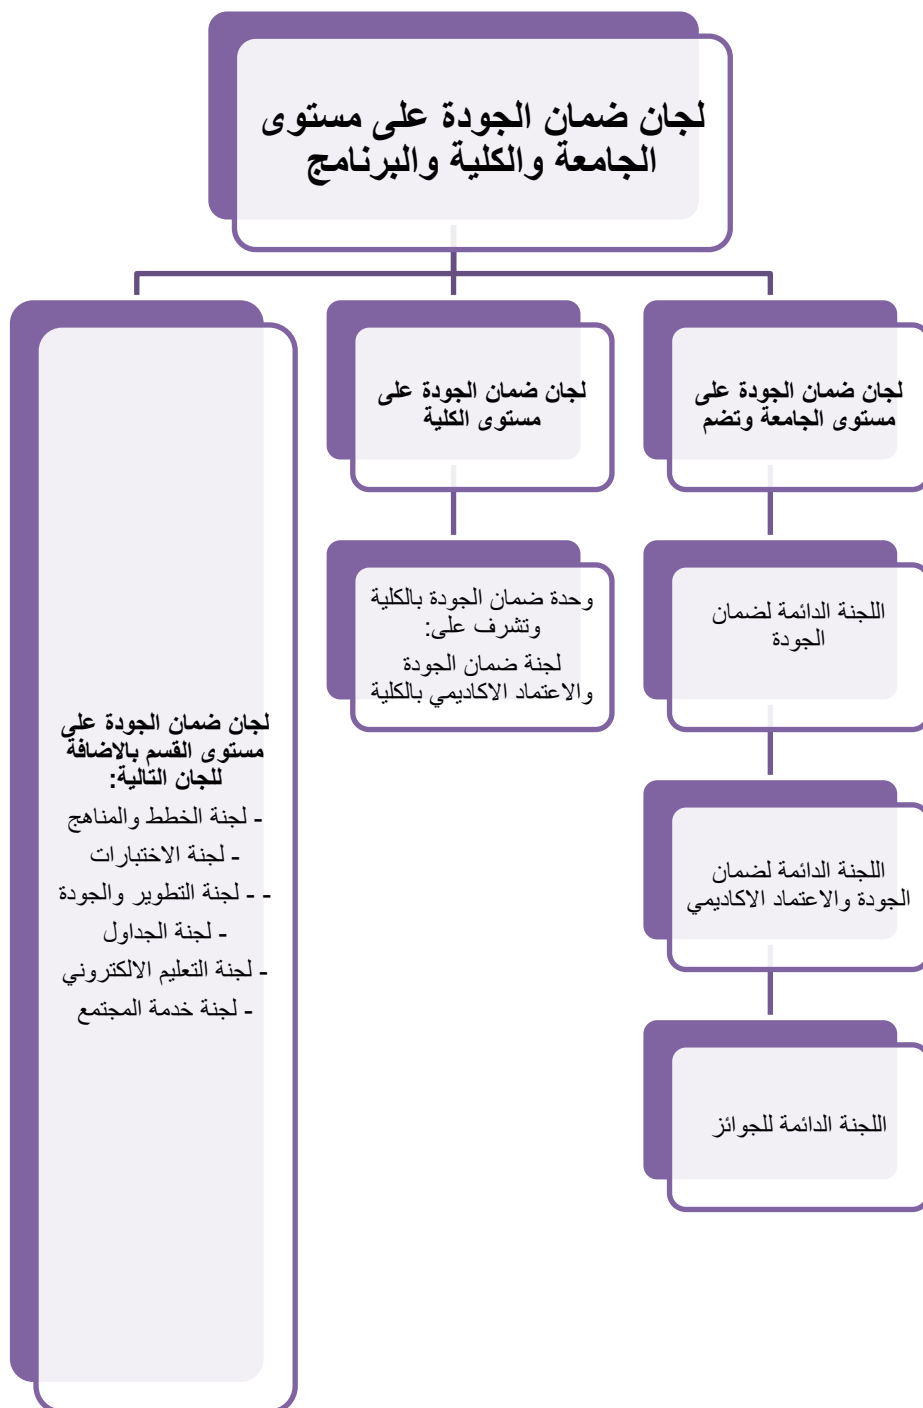 لجان ضمان الجودة على مستوى
الجامعة والكلية والبرنامج
لجان ضمان الجودة على
مستوى الجامعة وتضم
اللجنة الدائمة لضمان
الجودة
اللجنة الدائمة لضمان
الجودة والاعتماد الاكاديمي
اللجنة الدائمة للجوائز
لجان ضمان الجودة على
مستوى الكلية
وحدة ضمان الجودة بالكلية
وتشرف على:
لجنة ضمان الجودة
والاعتماد الاكاديمي بالكلية
لجان ضمان الجودة على
مستوى القسم بالاضافة
للجان التالية:
- لجنة الخطط والمناهج
- لجنة الاختبارات
- - لجنة التطوير والجودة
- لجنة الجداول
- لجنة التعليم الالكتروني
- لجنة خدمة المجتمع